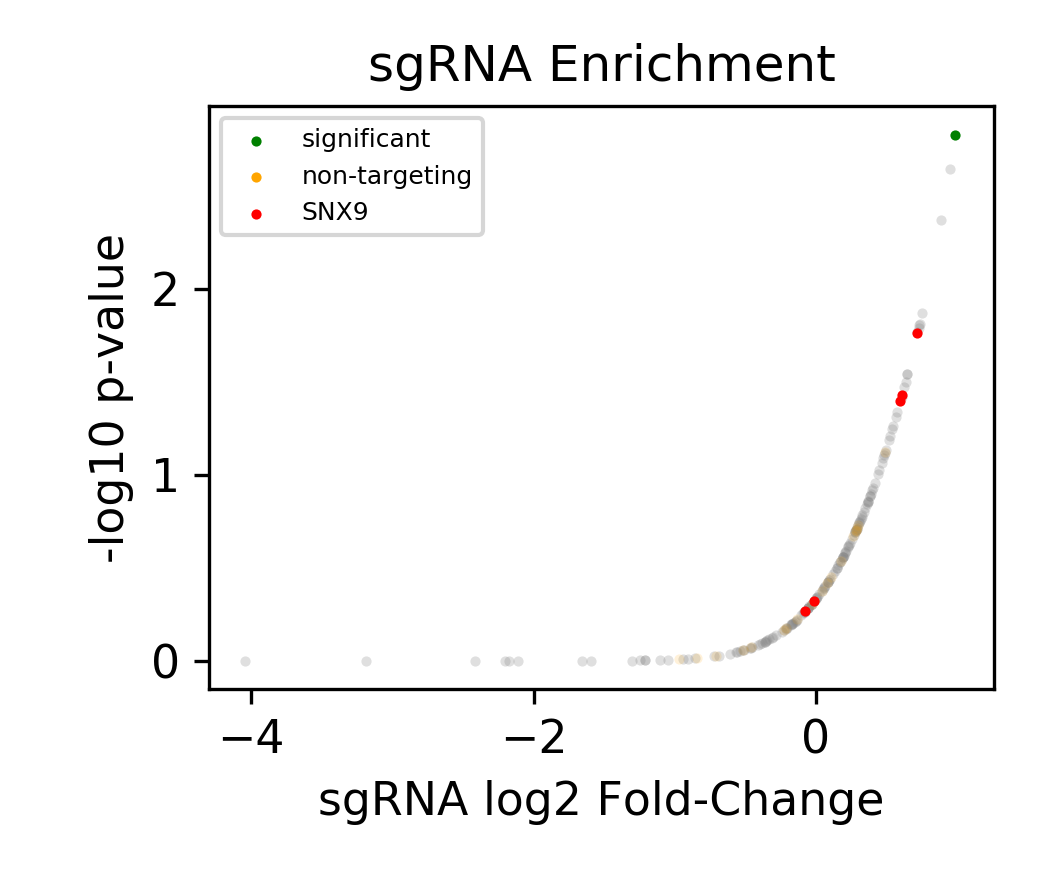 sgRNA Enrichment
significant
non-targeting
SNX9
-log10 p-value
2
1
0
−4
−2
0
sgRNA log2 Fold-Change